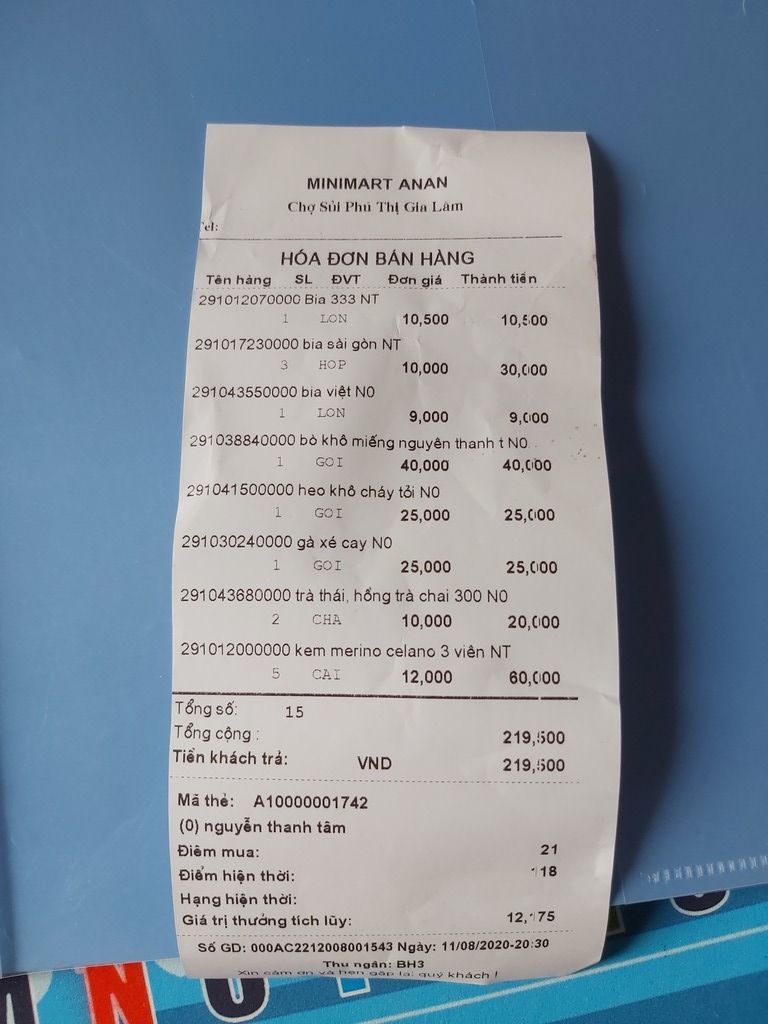 MINIMART ANAN
Chợ Sủi Phú Thị Gia Lâm
Tel:
HÓA ĐƠN BÁN HÀNG
Tên hàng SL ĐVT Đơn giá Thành tiền
291012070000 Bia 333 NT
1 LON 10,500 10,500
291017230000 bia sài gòn NT
3 HOP 10,000 30,000
291043550000 bia việt N0
1 LON 9,000 9,000
291038840000 bò khô miếng nguyên thanh t N0
1 GOI 40,000 40,000
291041500000 heo khô cháy tỏi N0
1 GOI 25,000 25,000
291030240000 gà xé cay N0
1 GOI 25,000 25,000
291043680000 trà thái, hồng trà chai 300 N0
2 CHA 10,000 20,000
291012000000 kem merino celano 3 viên NT
5 CAI 12,000 60,000
Tổng số: 15
Tổng cộng : 219,500
Tiền khách trả: VND 219,500
Mã thẻ: A10000001742
(0) nguyễn thanh tâm
Điểm mua: 21
Điểm hiện thời: 118
Hạng hiện thời:
Giá trị thưởng tích lũy: 12,175
Số GD: 000AC2212008001543 Ngày: 11/08/2020-20:30
Thu ngân: BH3
Xin cảm ơn và hẹn gặp lại quý khách !